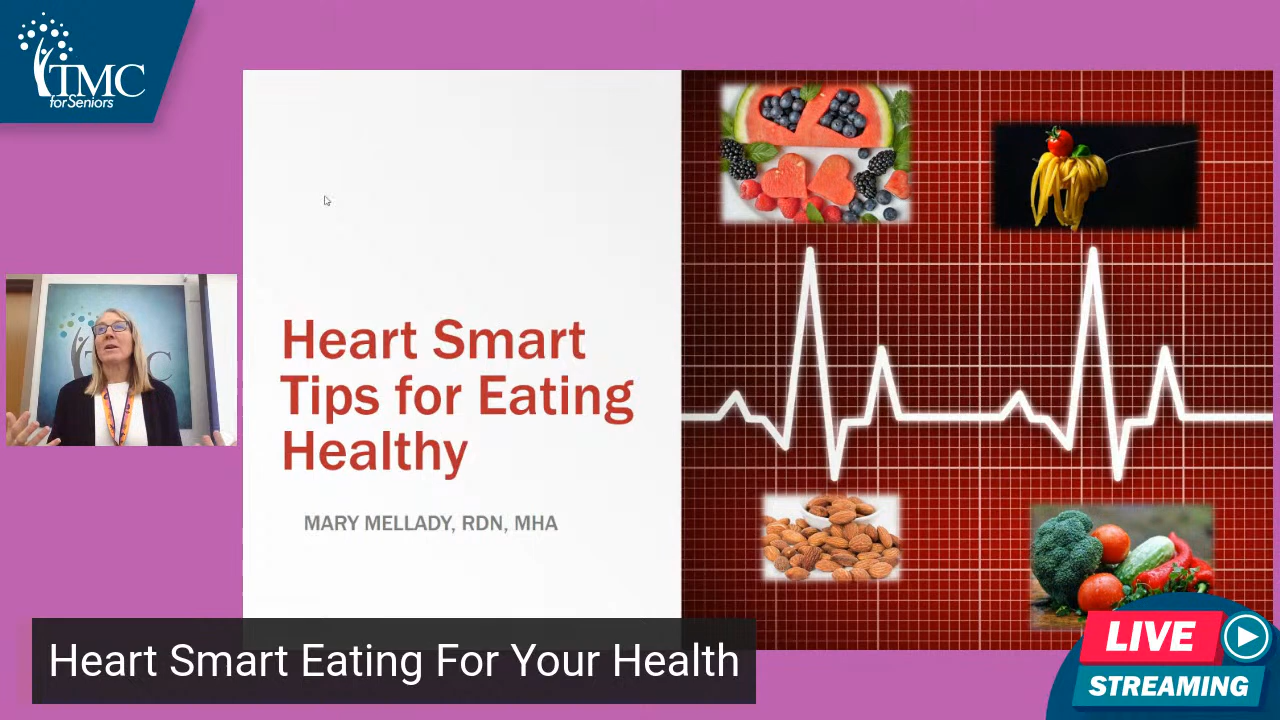 TMC
for Seniors
Heart Smart
Tips for Eating
Healthy
MARY MELLADY, RDN, MHA
TMC
Heart Smart Eating For Your Health
LIVE
STREAMING